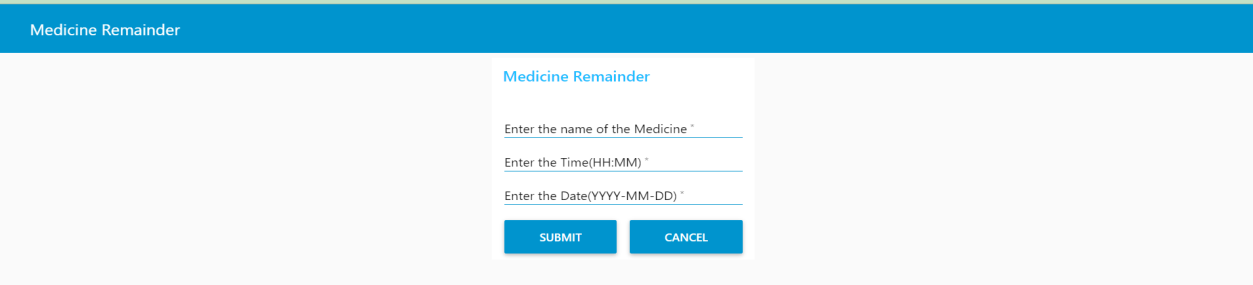 Medicine Remainder
Medicine Remainder
Enter the name of the Medicine *
Enter the Time(HH:MM) *
Enter the Date(YYYY-MM-DD) *
SUBMIT CANCEL